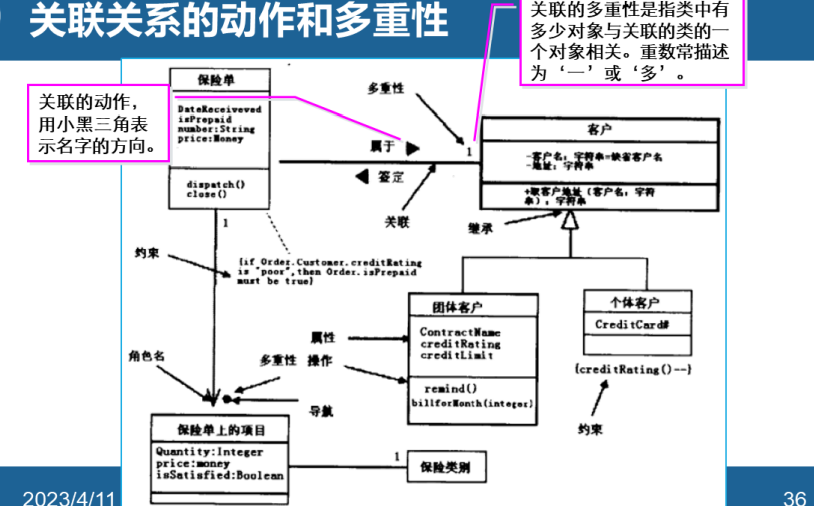 关联关系的动作和多重性
关联的多重性是指类中有
多少对象与关联的类的一
个对象相关。重数常描述
为‘一’或‘多’。
关联的动作，
用小黑三角表
示名字的方向。
保险单
DateReceiveved
isPrepaid
number:String
price:Money
dispatch()
close()
多重性
属于
1
签定
关联
客户
-客户名：字符串=缺省客户名
-地址：字符串
+取客户地址（客户名：字符
串）：字符串
继承
1
约束
{if Order.Customer.creditRating
is "poor",then Order.isPrepaid
must be true}
团体客户
ContractName
creditRating
creditLimit
remind()
billforMonth(integer)
个体客户
CreditCard#
{creditRating()--}
约束
属性
多重性
操作
角色名
导航
保险单上的项目
Quantity:Integer
price:money
isSatisfied:Boolean
1
保险类别
2023/4/11
36